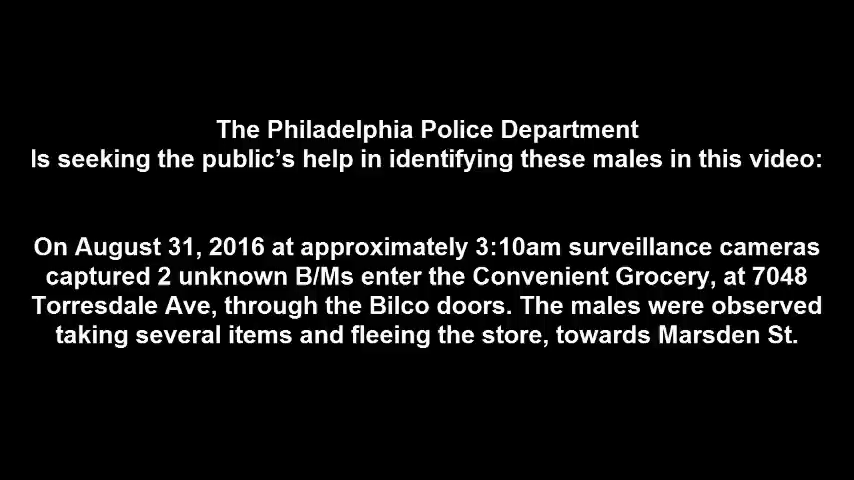 The Philadelphia Police Department
Is seeking the public's help in identifying these males in this video:
On August 31, 2016 at approximately 3:10am surveillance cameras
captured 2 unknown B/Ms enter the Convenient Grocery, at 7048
Torresdale Ave, through the Bilco doors. The males were observed
taking several items and fleeing the store, towards Marsden St.